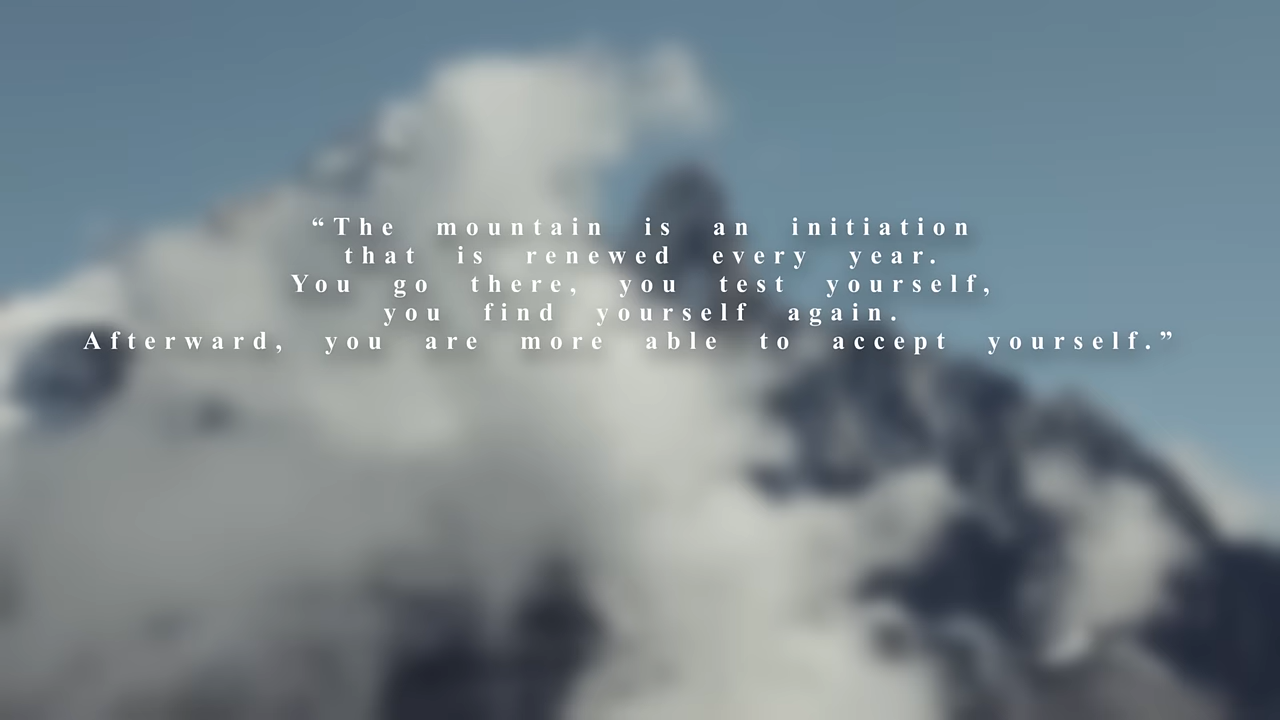 “The mountain is an initiation
that is renewed every year.
You go there, you test yourself,
you find yourself again.
Afterward, you are more able to accept yourself.”